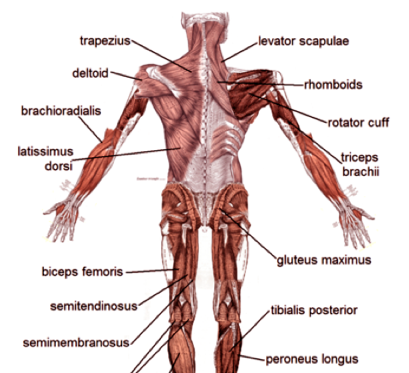 trapezius
levator scapulae
deltoid
rhomboids
brachioradialis
rotator cuff
latissimus
dorsi
triceps
brachii
gluteus maximus
biceps femoris
semitendinosus
tibialis posterior
semimembranosus
peroneus longus